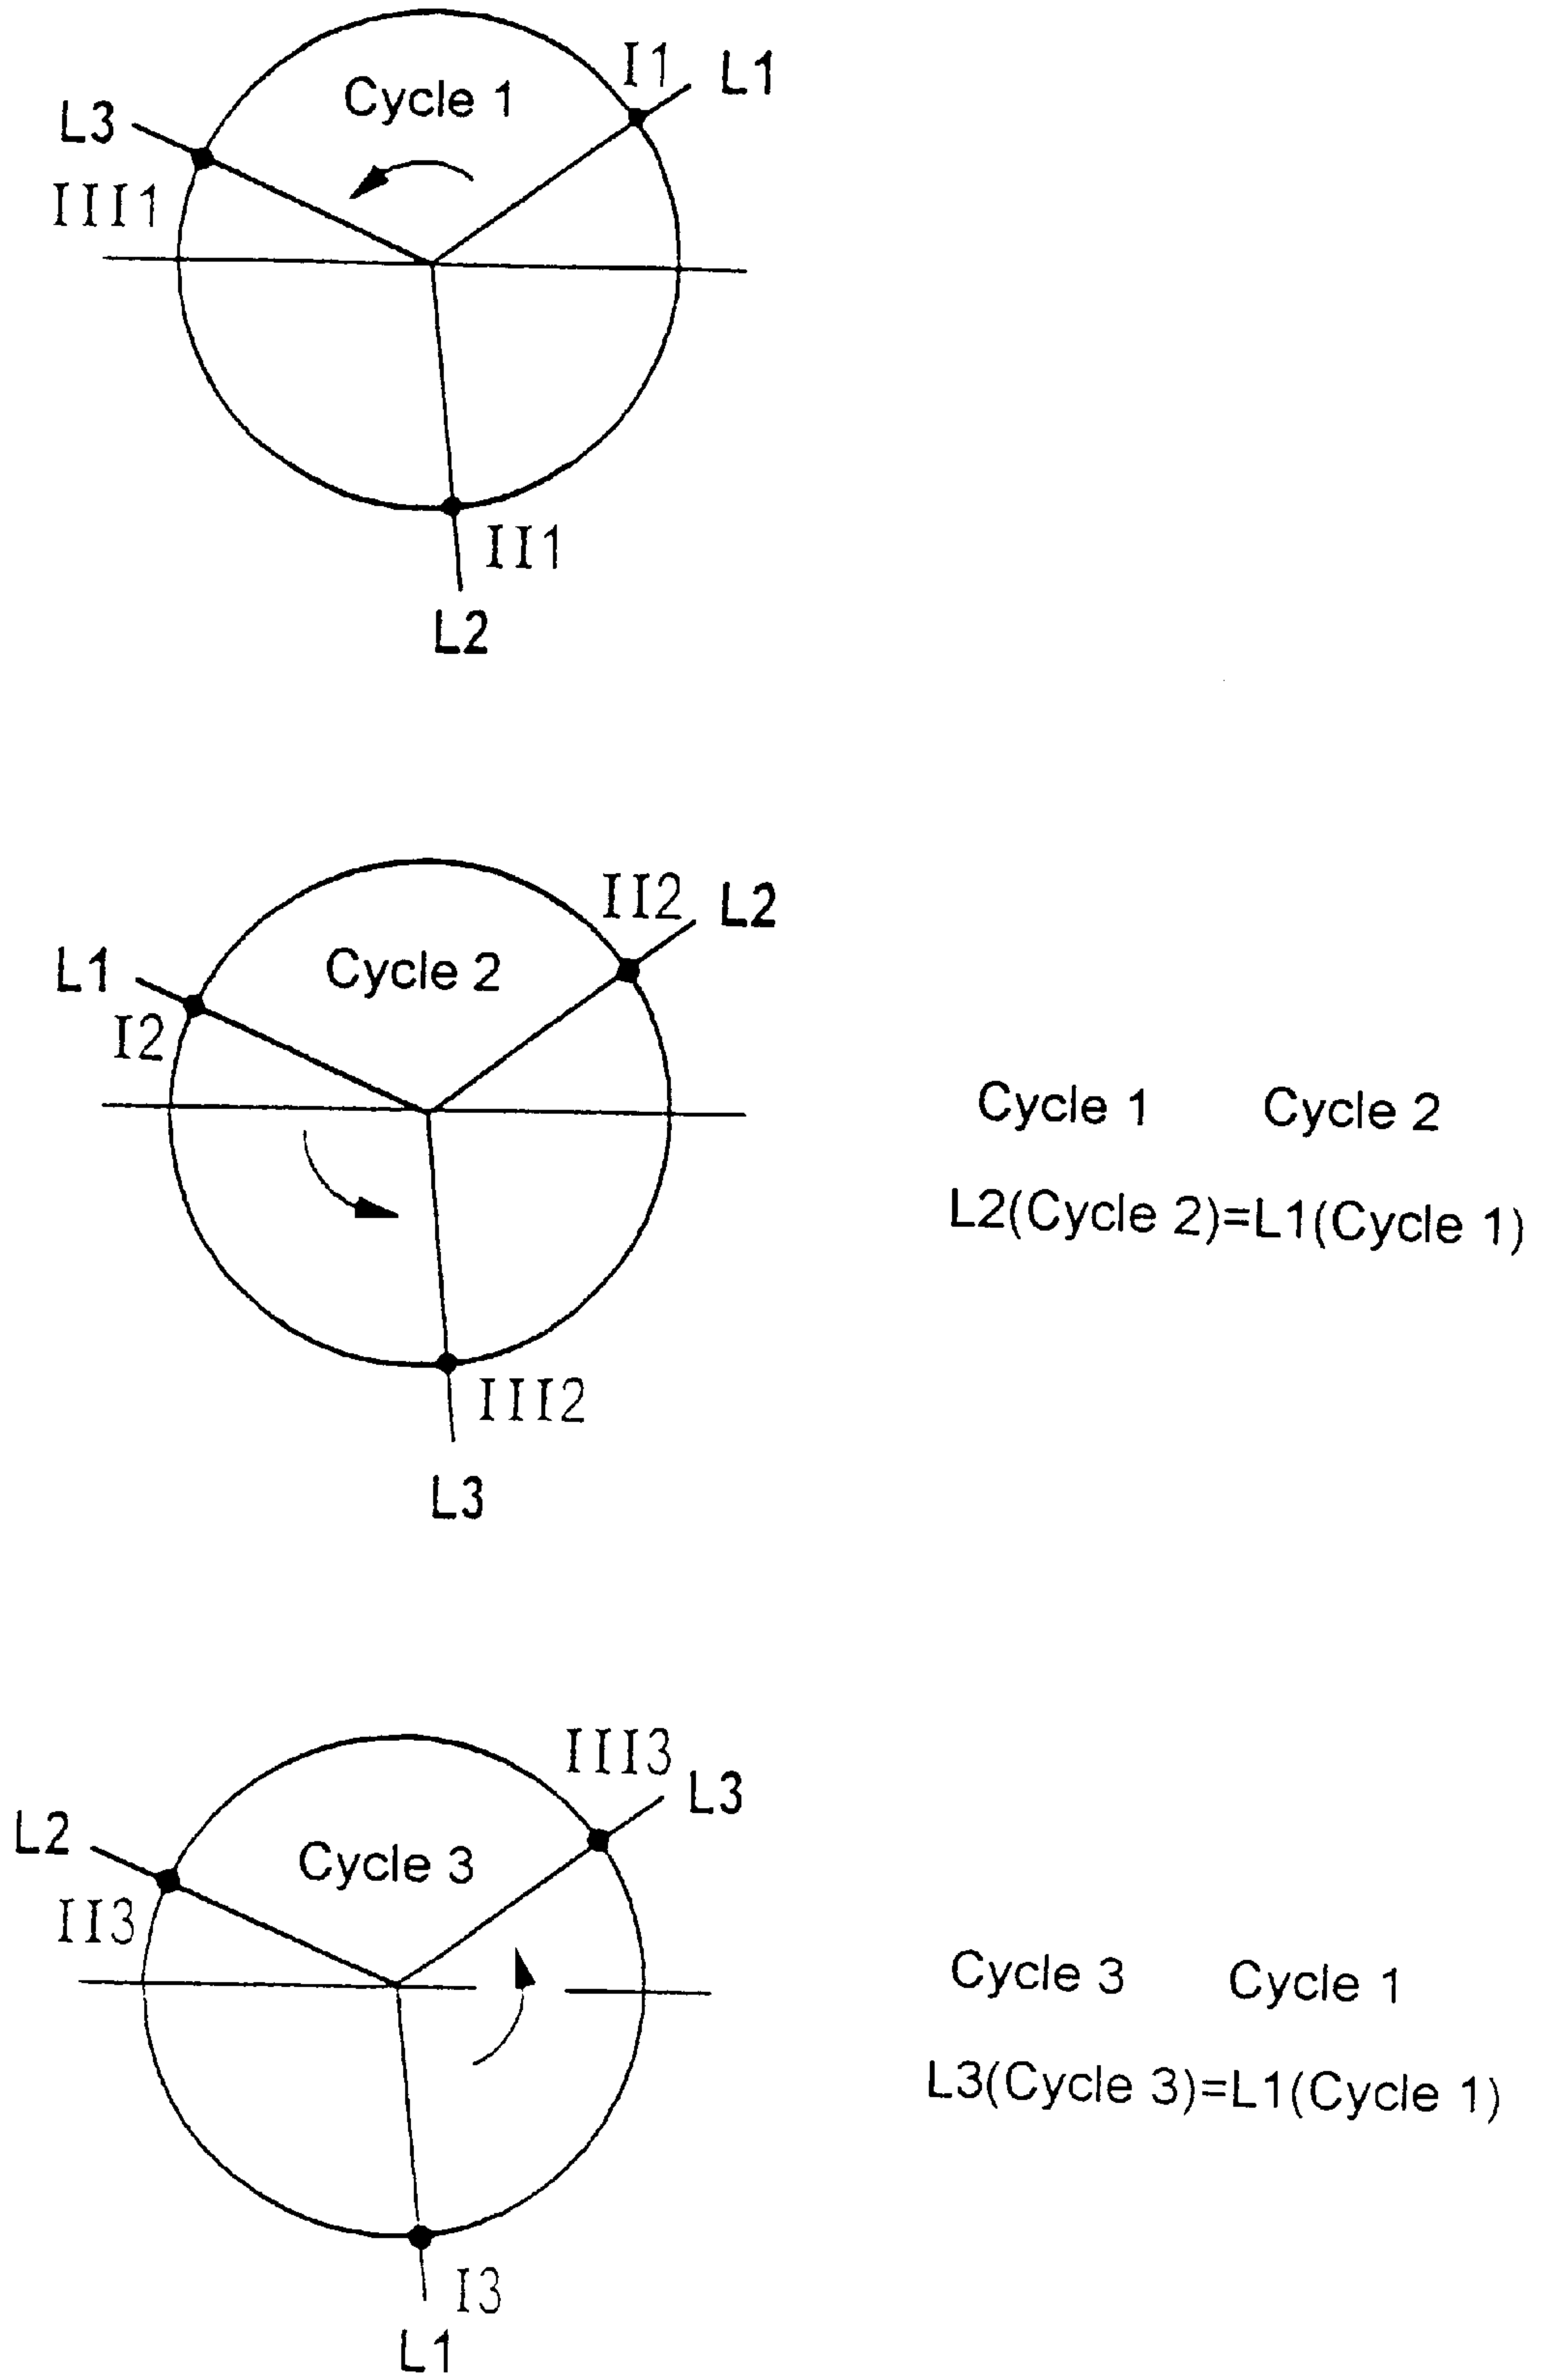 I1
L1
Cycle 1
L3
III1
II1
L2
II2
L2
Cycle 2
L1
I2
Cycle 1 Cycle 2
L2(Cycle 2)=L1(Cycle 1)
III2
L3
III3
L3
L2
Cycle 3
II3
Cycle 3 Cycle 1
L3(Cycle 3)=L1(Cycle 1)
I3
L1